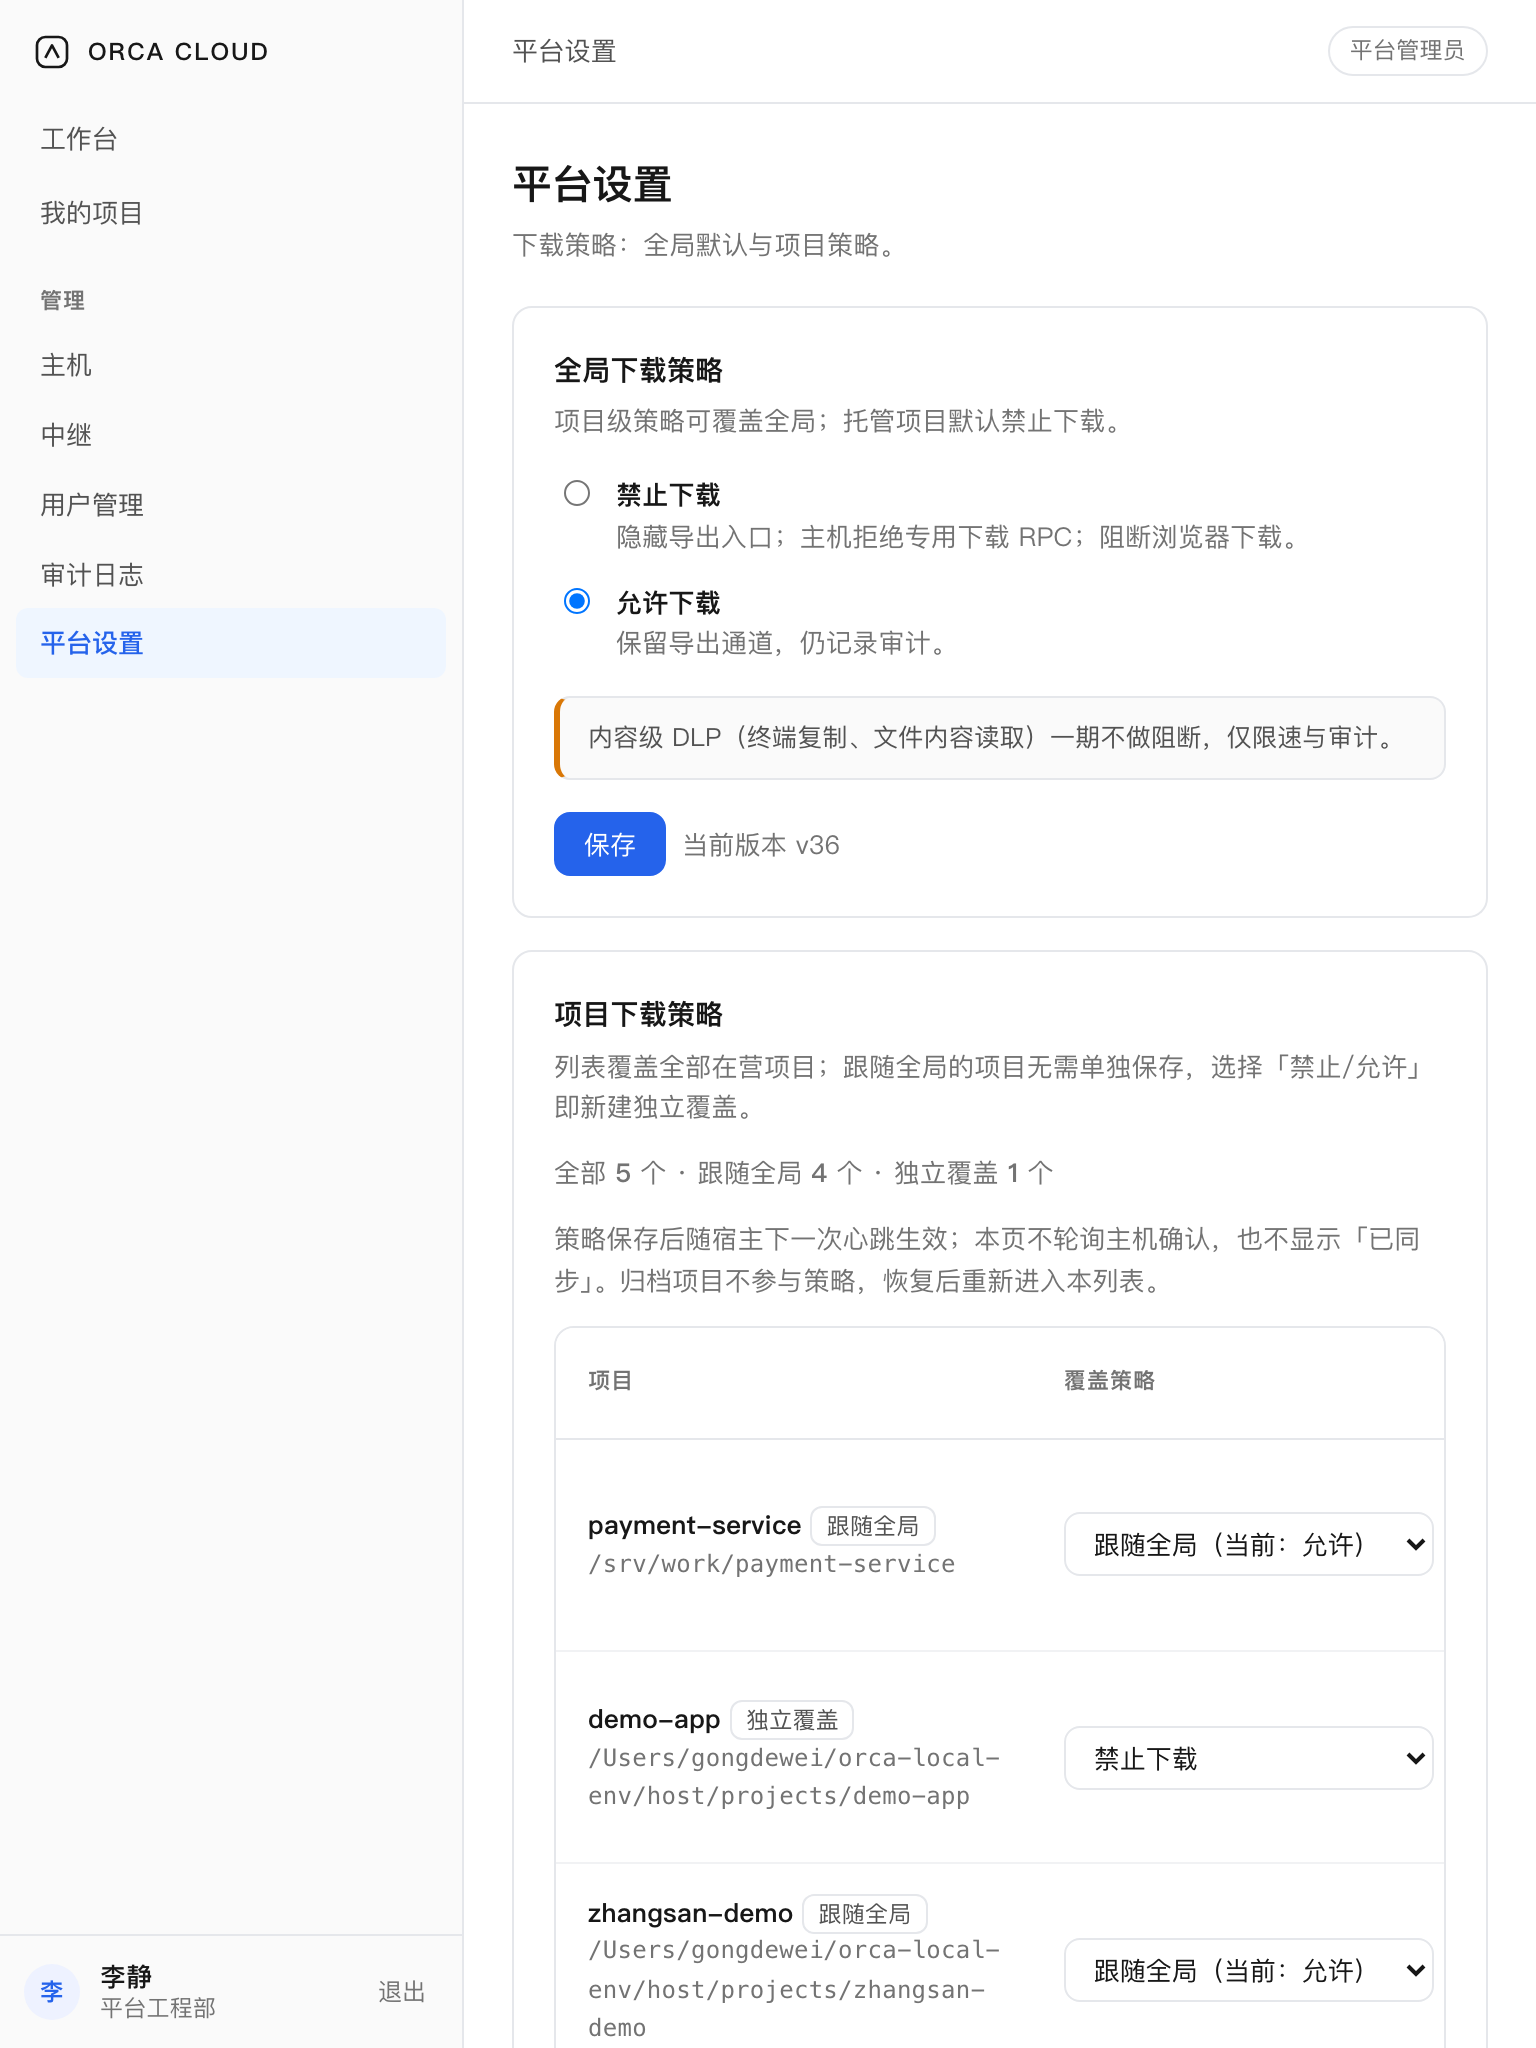 ORCA CLOUD
工作台
我的项目
管理
主机
中继
用户管理
审计日志
平台设置
李
李静
平台工程部
退出
平台设置
平台管理员
平台设置
下载策略：全局默认与项目策略。
全局下载策略
项目级策略可覆盖全局；托管项目默认禁止下载。
禁止下载
隐藏导出入口；主机拒绝专用下载 RPC；阻断浏览器下载。
允许下载
保留导出通道，仍记录审计。
内容级 DLP（终端复制、文件内容读取）一期不做阻断，仅限速与审计。
保存
当前版本 v36
项目下载策略
列表覆盖全部在营项目；跟随全局的项目无需单独保存，选择「禁止/允许」
即新建独立覆盖。
全部 5 个 · 跟随全局 4 个 · 独立覆盖 1 个
策略保存后随宿主下一次心跳生效；本页不轮询主机确认，也不显示「已同
步」。归档项目不参与策略，恢复后重新进入本列表。
项目
覆盖策略
payment-service 跟随全局
/srv/work/payment-service
跟随全局（当前：允许）
demo-app 独立覆盖
/Users/gongdewei/orca-local-
env/host/projects/demo-app
禁止下载
zhangsan-demo 跟随全局
/Users/gongdewei/orca-local-
env/host/projects/zhangsan-
demo
跟随全局（当前：允许）